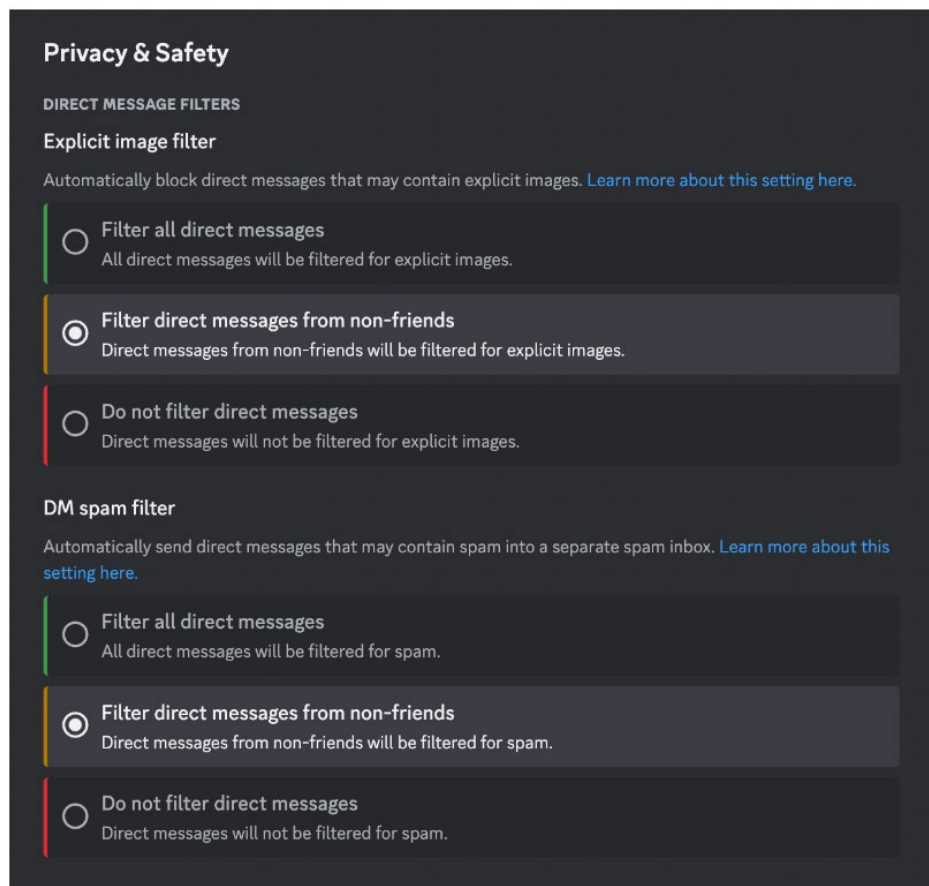 Privacy & Safety
DIRECT MESSAGE FILTERS
Explicit image filter
Automatically block direct messages that may contain explicit images. Learn more about this setting here.
Filter all direct messages
All direct messages will be filtered for explicit images.
Filter direct messages from non-friends
Direct messages from non-friends will be filtered for explicit images.
Do not filter direct messages
Direct messages will not be filtered for explicit images.
DM spam filter
Automatically send direct messages that may contain spam into a separate spam inbox. Learn more about this
setting here.
Filter all direct messages
All direct messages will be filtered for spam.
Filter direct messages from non-friends
Direct messages from non-friends will be filtered for spam.
Do not filter direct messages
Direct messages will not be filtered for spam.